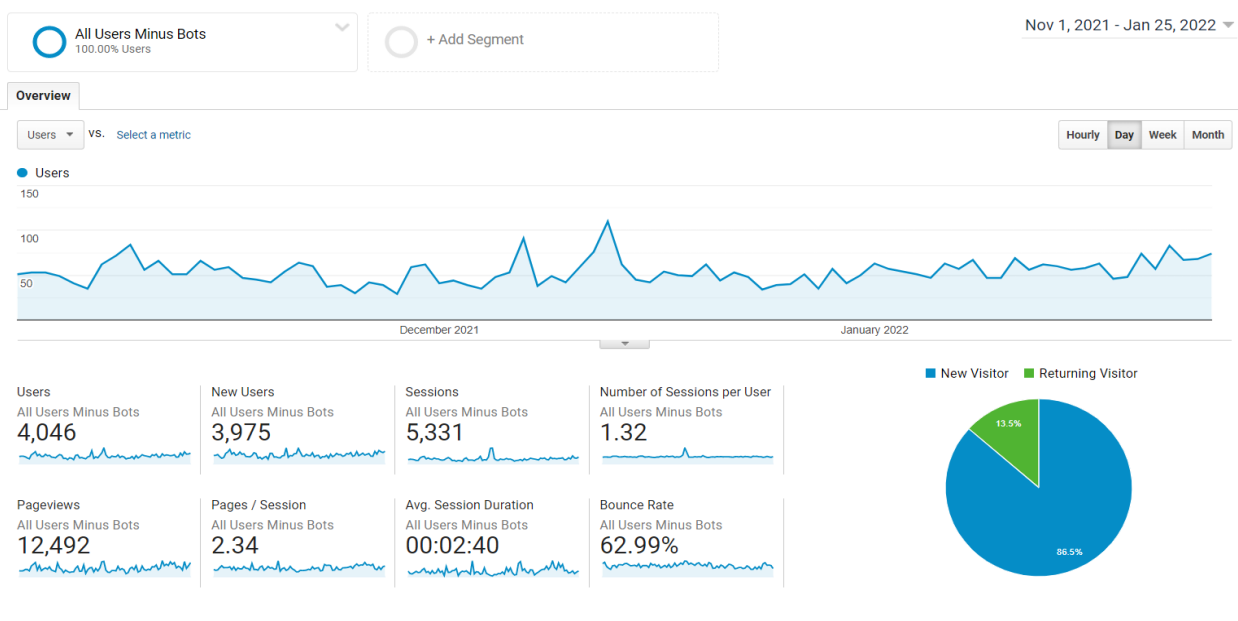 All Users Minus Bots
100.00% Users
+ Add Segment
Nov 1, 2021 - Jan 25, 2022
Overview
Users
VS.
Select a metric
Hourly
Day
Week
Month
Users
150
100
50
December 2021
January 2022
Users
All Users Minus Bots
4,046
New Users
All Users Minus Bots
3,975
Sessions
All Users Minus Bots
5,331
Number of Sessions per User
All Users Minus Bots
1.32
Pageviews
All Users Minus Bots
12,492
Pages / Session
All Users Minus Bots
2.34
Avg. Session Duration
All Users Minus Bots
00:02:40
Bounce Rate
All Users Minus Bots
62.99%
New Visitor
Returning Visitor
13.5%
86.5%